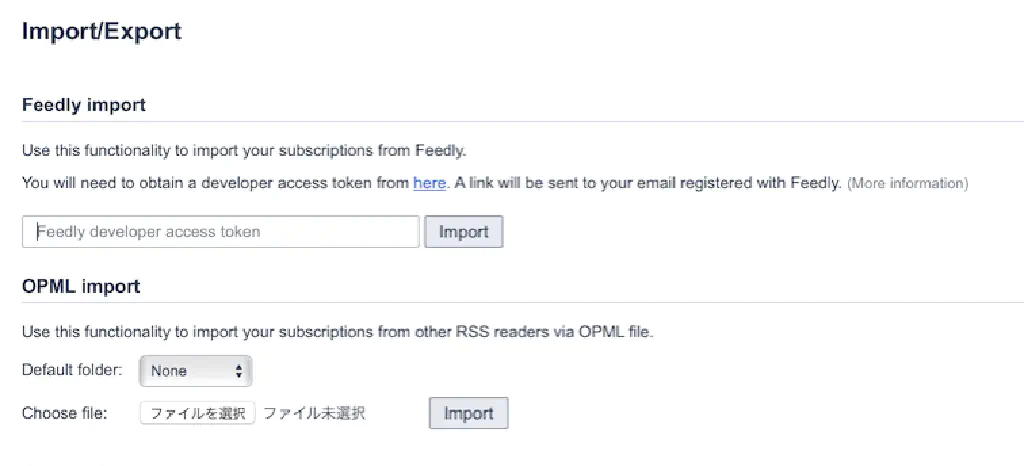 Import/Export
Feedly import
Use this functionality to import your subscriptions from Feedly.
You will need to obtain a developer access token from here. A link will be sent to your email registered with Feedly. (More information)
Feedly developer access token Import
OPML import
Use this functionality to import your subscriptions from other RSS readers via OPML file.
Default folder: None
Choose file: ファイルを選択 ファイル未選択 Import